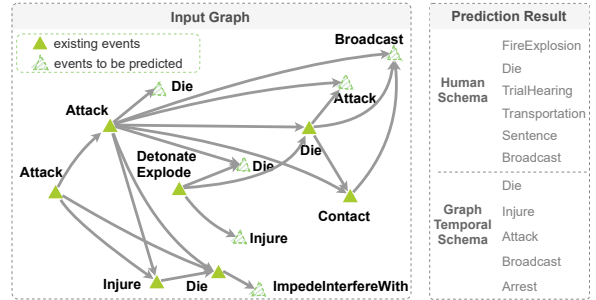 Input Graph
existing events
events to be predicted
Broadcast
Die
Attack
Attack
Die
Detonate
Explode
Die
Attack
Contact
Injure
Injure
Die
ImpedeInterfereWith
Prediction Result
Human
Schema
FireExplosion
Die
TrialHearing
Transportation
Sentence
Broadcast
Graph
Temporal
Schema
Die
Injure
Attack
Broadcast
Arrest